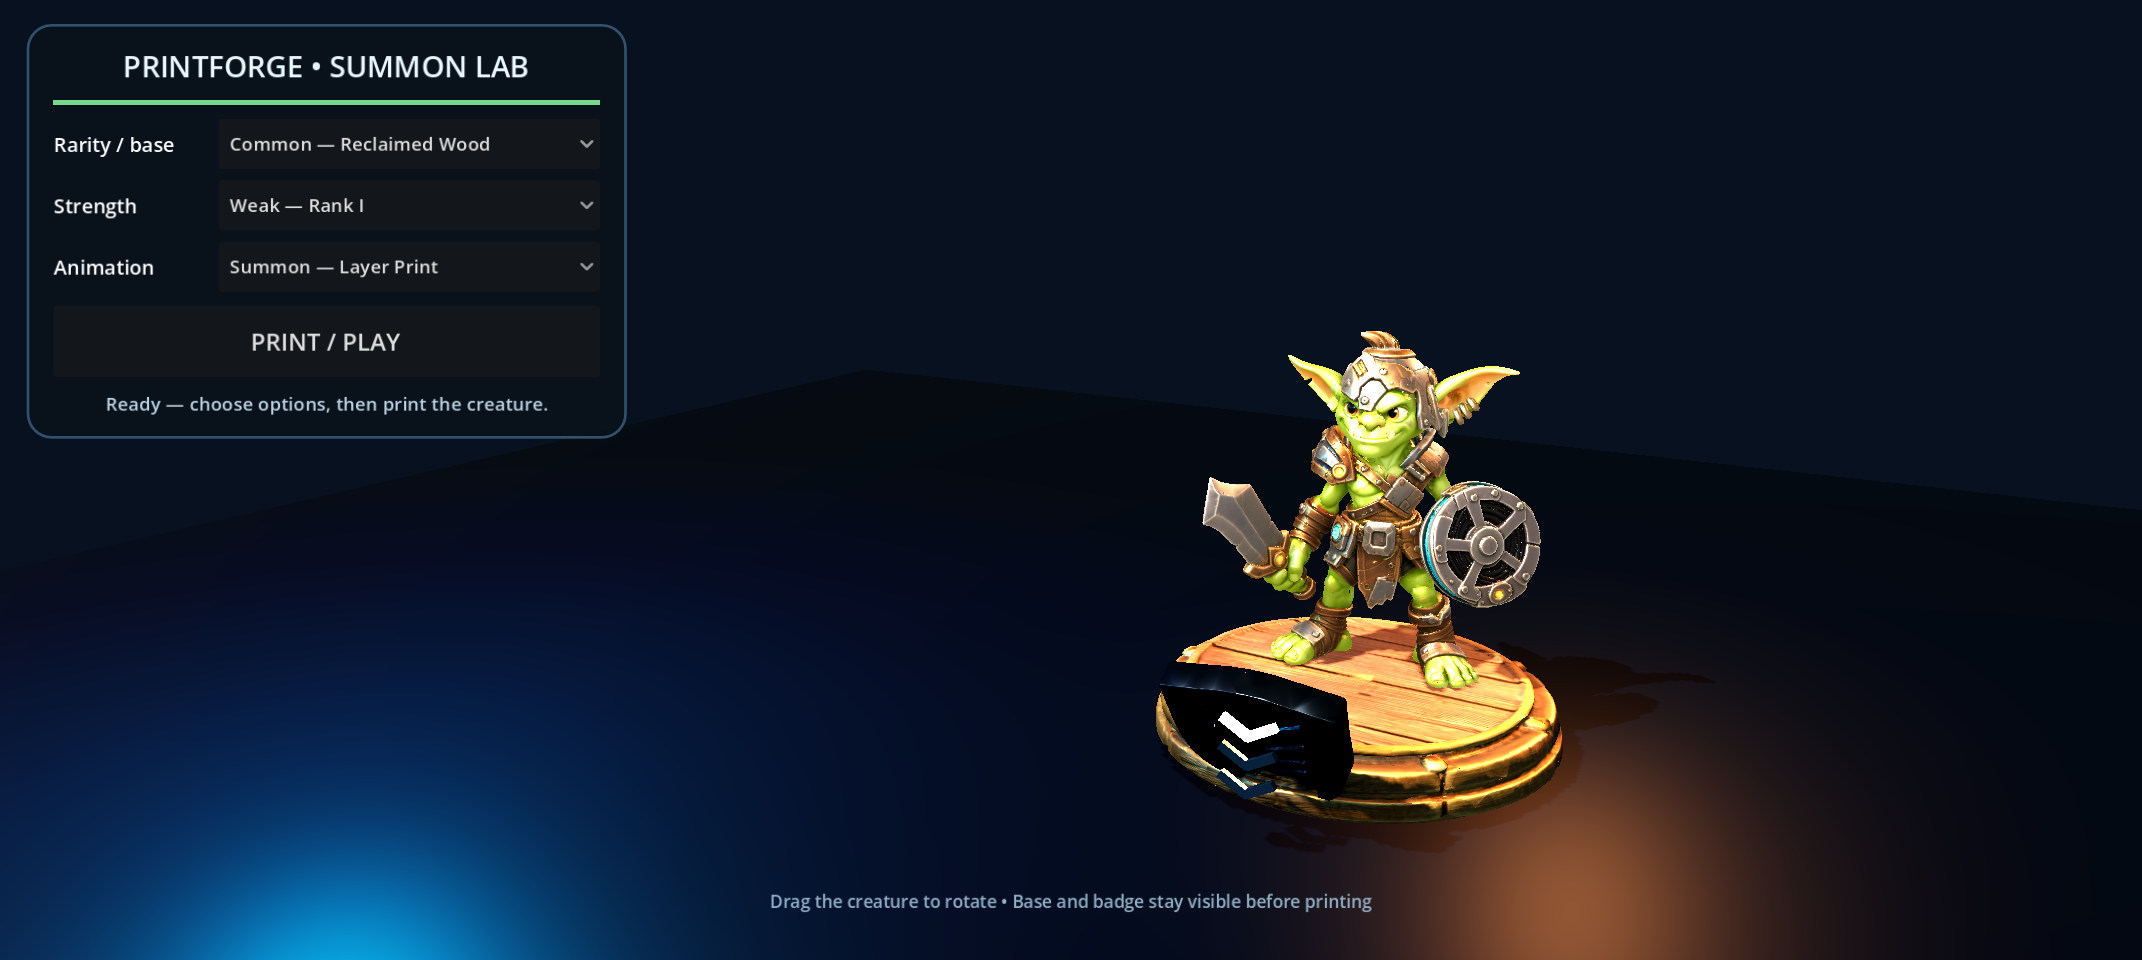 PRINTFORGE • SUMMON LAB
Rarity / base
Common — Reclaimed Wood
Strength
Weak — Rank I
Animation
Summon — Layer Print
PRINT / PLAY
Ready — choose options, then print the creature.
Drag the creature to rotate • Base and badge stay visible before printing